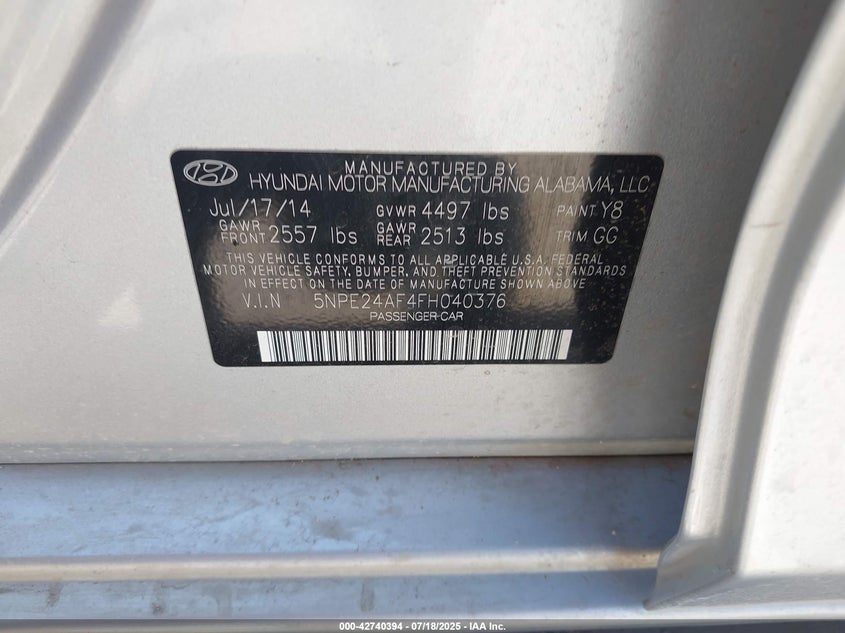 MANUFACTURED BY
HYUNDAI MOTOR MANUFACTURING ALABAMA, LLC
Jul/17/14 GVWR 4497 lbs PAINT Y8
GAWR FRONT 2557 lbs GAWR REAR 2513 lbs TRIM GG
THIS VEHICLE CONFORMS TO ALL APPLICABLE U.S.A. FEDERAL
MOTOR VEHICLE SAFETY, BUMPER, AND THEFT PREVENTION STANDARDS
IN EFFECT ON THE DATE OF MANUFACTURE SHOWN ABOVE
V.I.N 5NPE24AF4FH040376
PASSENGER CAR
000-42740394 - 07/18/2025 - IAA Inc.